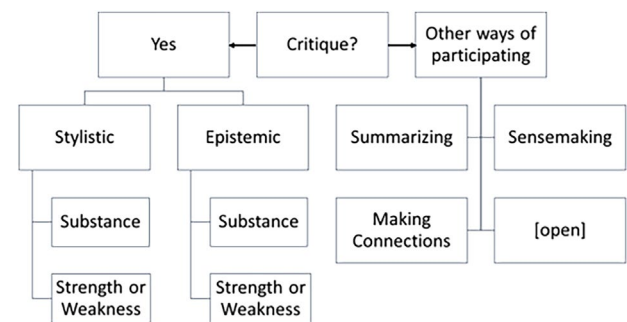 Yes
Critique?
Other ways of
participating
Stylistic
Epistemic
Summarizing
Sensemaking
Substance
Substance
Making
Connections
[open]
Strength or
Weakness
Strength or
Weakness